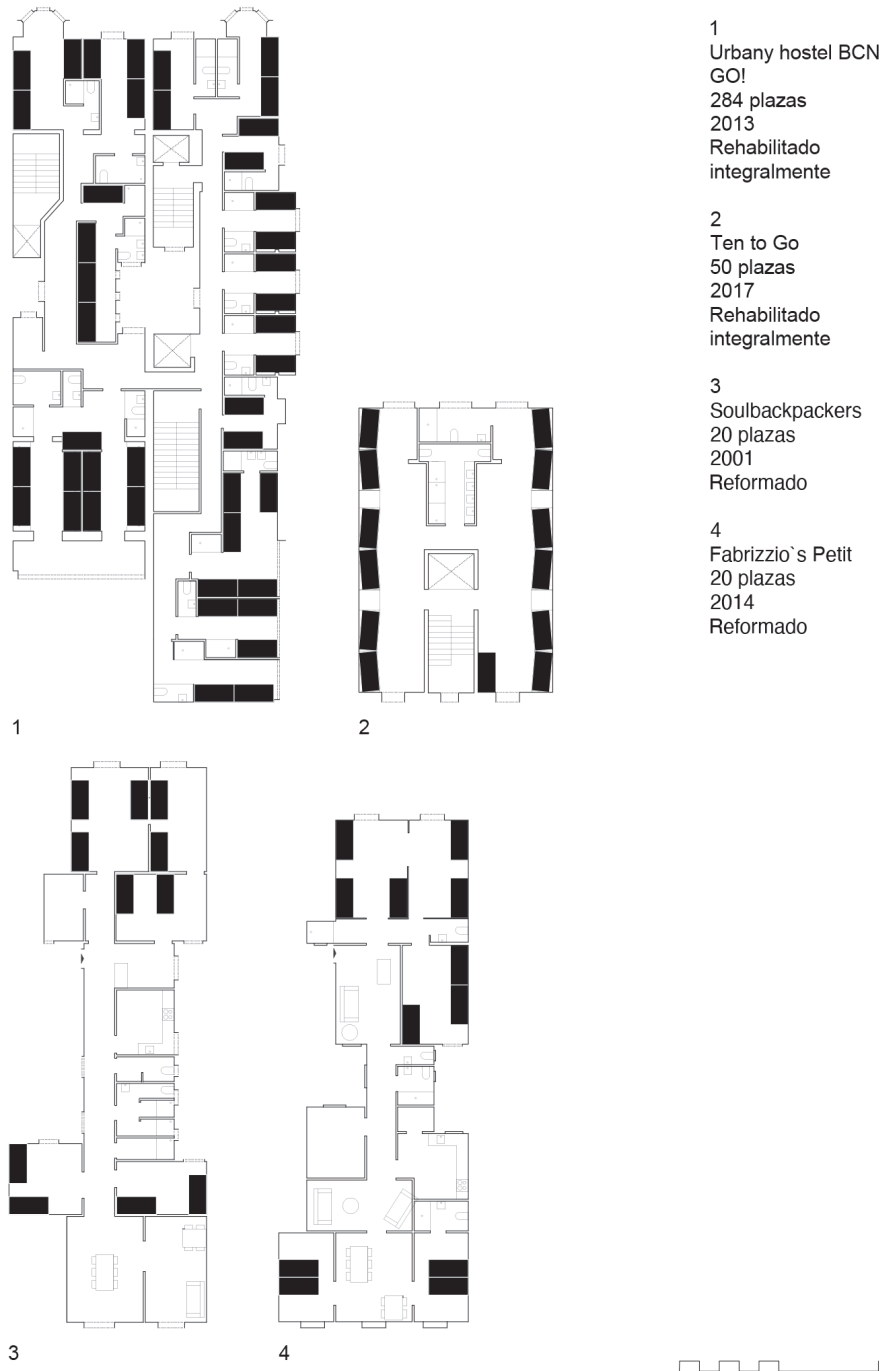 1
Urbany hostel BCN
GO!
284 plazas
2013
Rehabilitado
integralmente
2
Ten to Go
50 plazas
2017
Rehabilitado
integralmente
3
Soulbackpackers
20 plazas
2001
Reformado
4
Fabrizzio`s Petit
20 plazas
2014
Reformado
1
2
3
4